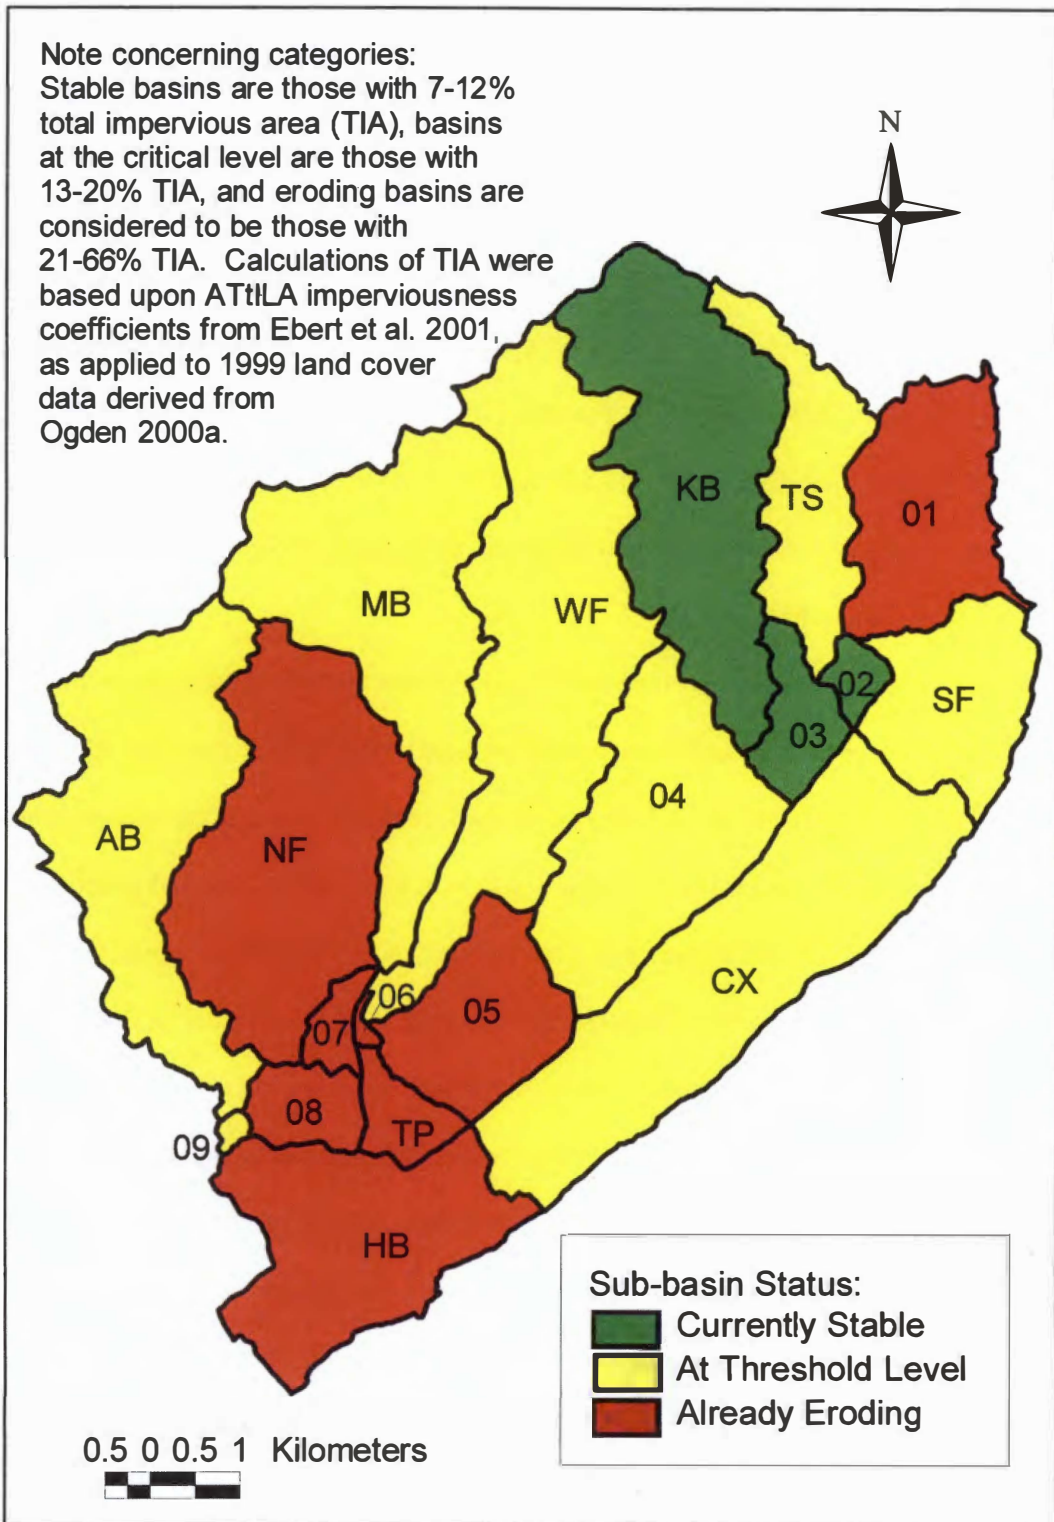 Note concerning categories:
Stable basins are those with 7-12%
total impervious area (TIA), basins
at the critical level are those with
13-20% TIA, and eroding basins are
considered to be those with
21-66% TIA. Calculations of TIA were
based upon ATtILA imperviousness
coefficients from Ebert et al. 2001,
as applied to 1999 land cover
data derived from
Ogden 2000a.
N
KB
TS
01
MB
WF
02
SF
03
04
AB
NF
CX
06
05
07
08
TP
09
HB
Sub-basin Status:
Currently Stable
At Threshold Level
Already Eroding
0.5 0 0.5 1 Kilometers